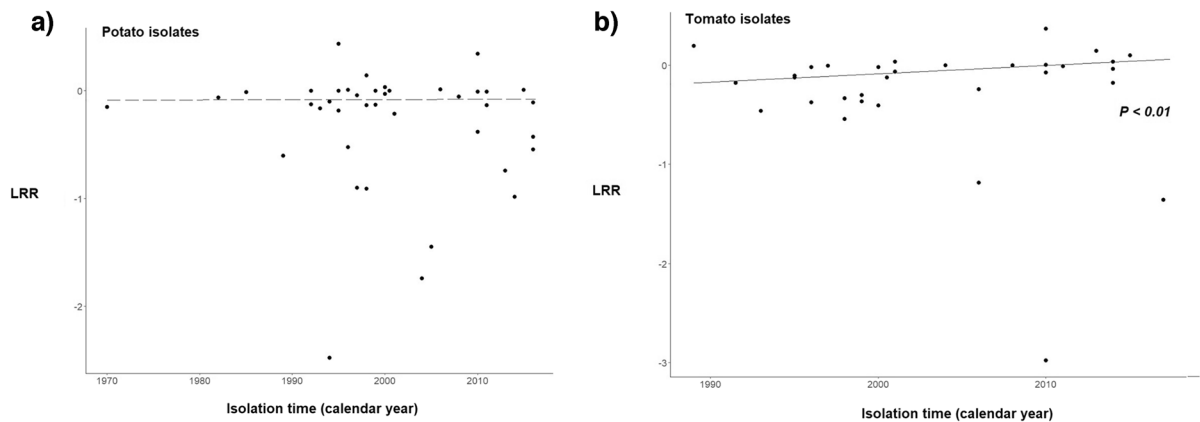 a)
Potato isolates
0
-1
-2
LRR
1970 1980 1990 2000 2010
Isolation time (calendar year)
b)
Tomato isolates
0
-1
-2
-3
LRR
P < 0.01
1990 2000 2010
Isolation time (calendar year)